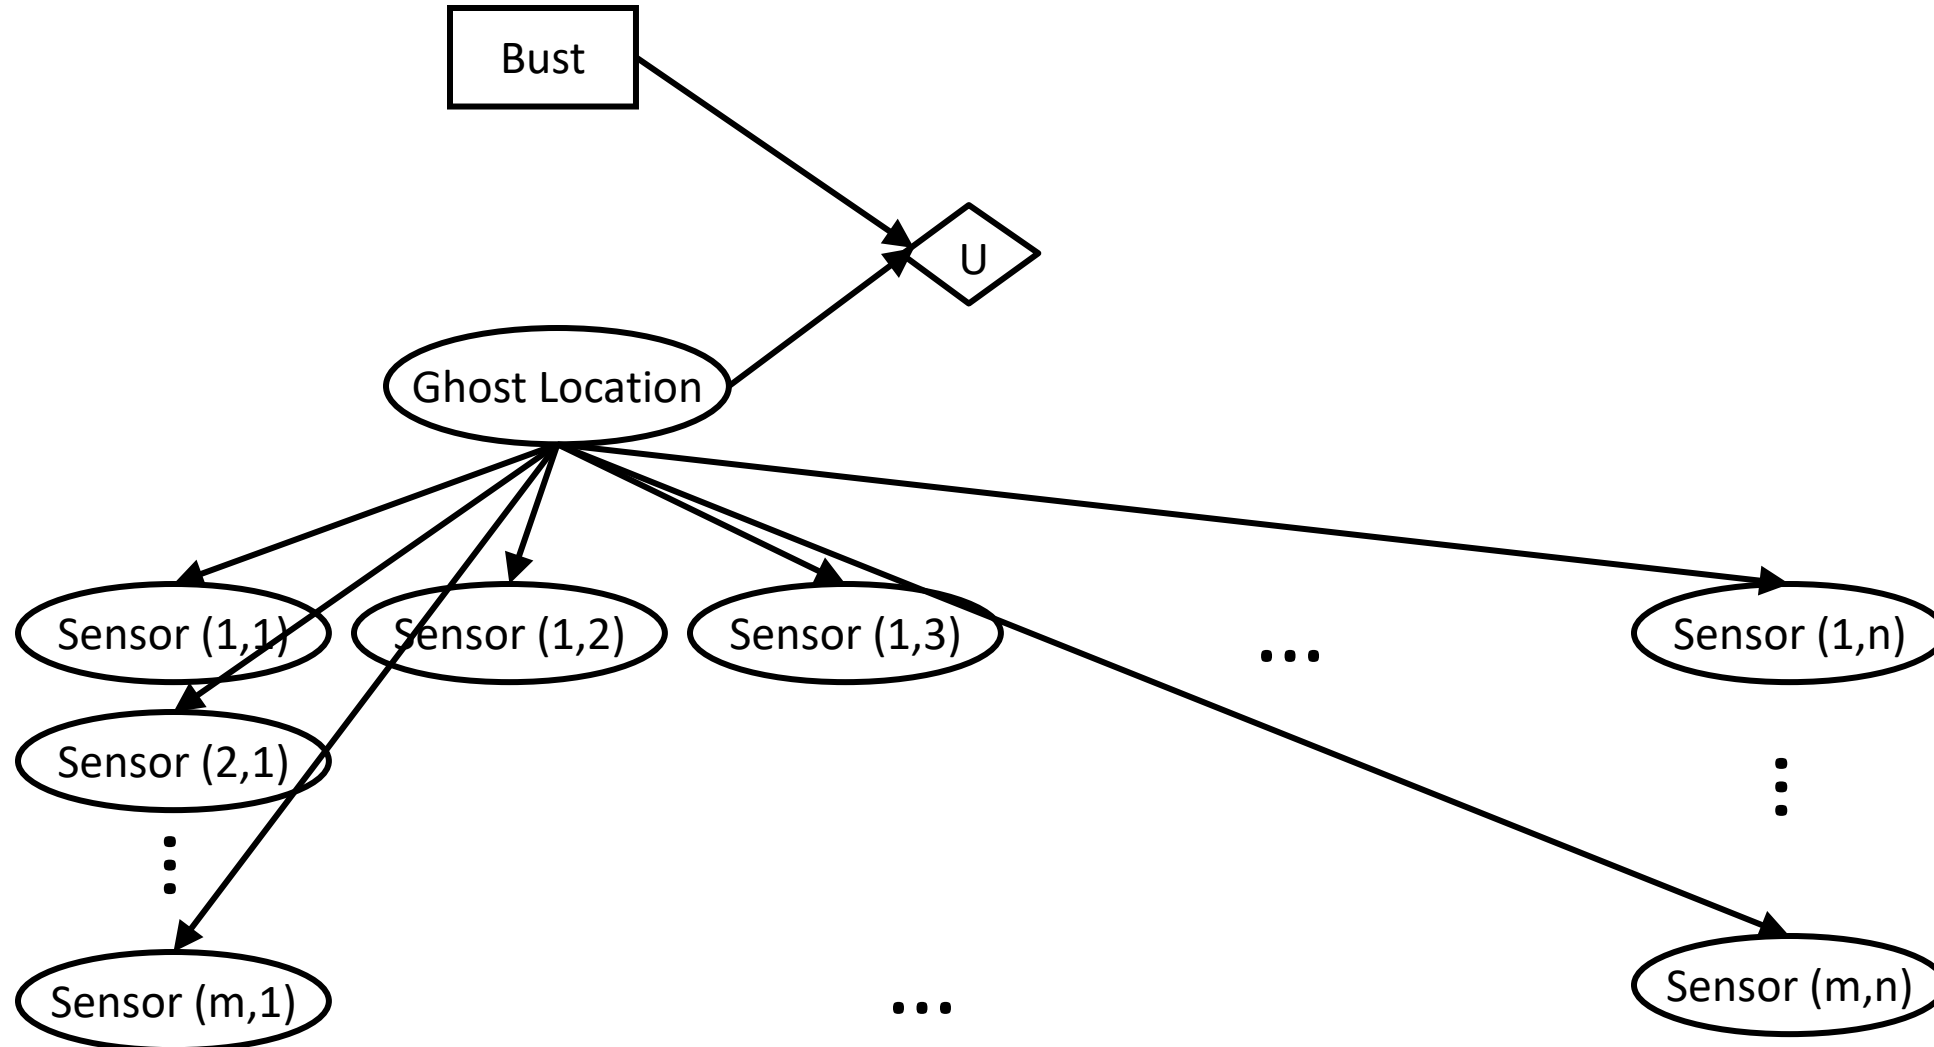 Bust
U
Ghost Location
Sensor (1,1)
Sensor (1,2)
Sensor (1,3)
...
Sensor (1,n)
Sensor (2,1)
...
...
Sensor (m,1)
...
Sensor (m,n)